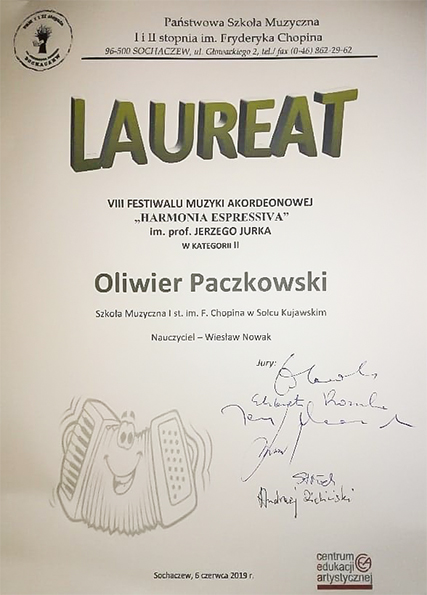 Państwowa Szkoła Muzyczna
I i II stopnia im. Fryderyka Chopina
96-500 SOCHACZEW, ul. Głowackiego 2, tel./ fax (0-46) 862-29-62
LAUREAT
VIII FESTIWALU MUZYKI AKORDEONOWEJ
„HARMONIA ESPRESSIVA”
im. prof. JERZEGO JURKA
W KATEGORII II
Oliwier Paczkowski
Szkoła Muzyczna I st. im. F. Chopina w Solcu Kujawskim
Nauczyciel – Wiesław Nowak
Jury:
Andrzej
centrum
edukacji
artystycznej
CEA
Sochaczew, 6 czerwca 2019 r.